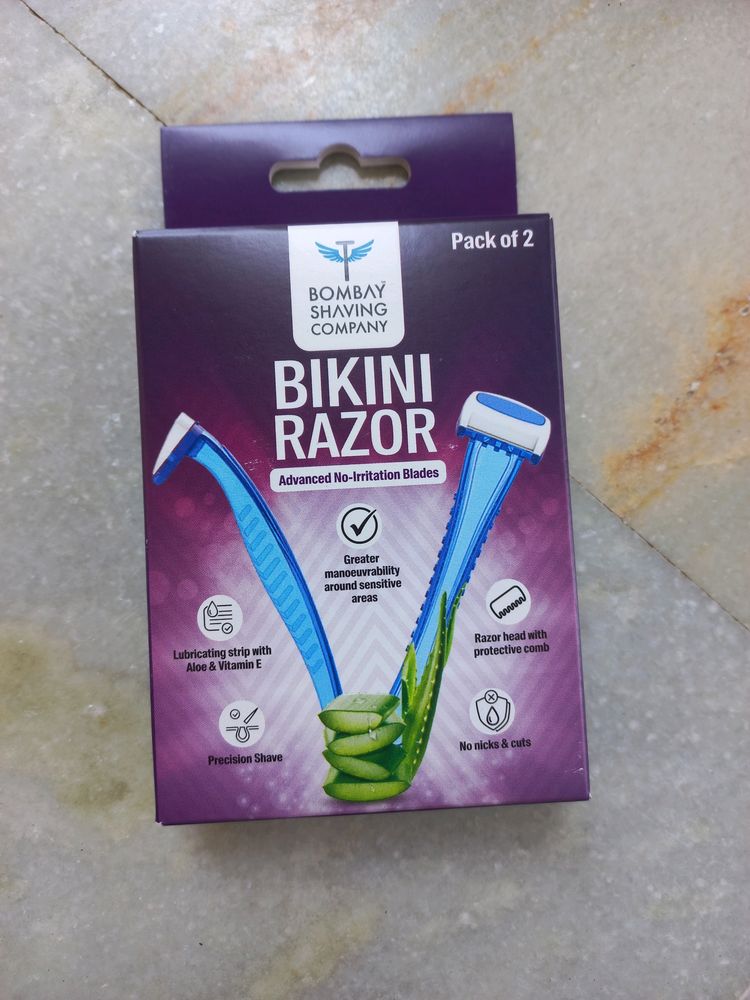 Pack of 2
BOMBAY
SHAVING
COMPANY
BIKINI
RAZOR
Advanced No-Irritation Blades
Greater
manoeuvrability
around sensitive
areas
Lubricating strip with
Aloe & Vitamin E
Razor head with
protective comb
Precision Shave
No nicks & cuts